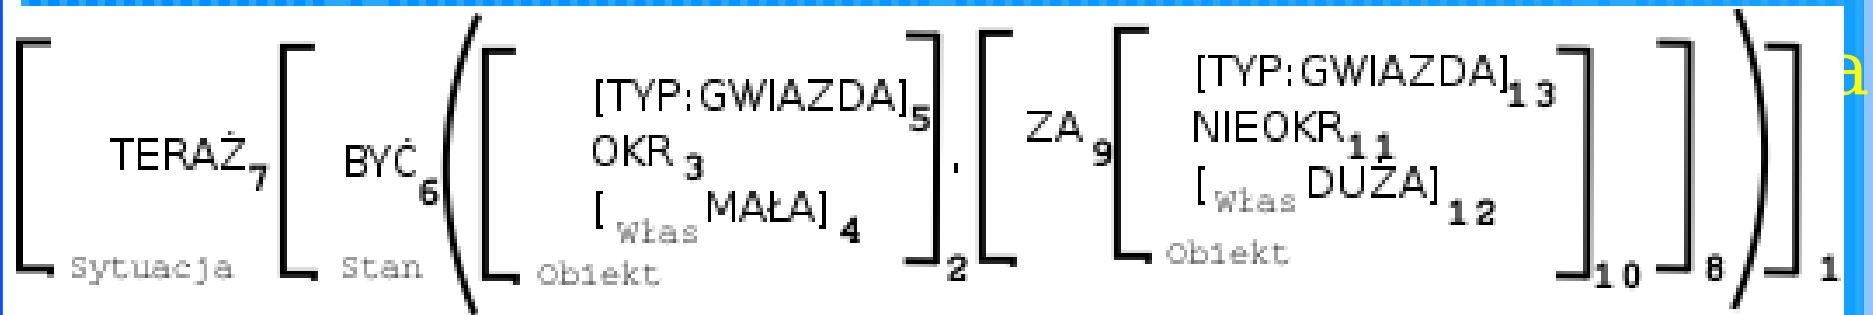 [TYP:GWIAZDA]5
OKR3
[Włas MAŁA]4
TERAŻ7
BYĆ6
Sytuacja
Stan
Obiekt
2
,
ZA9
[TYP:GWIAZDA]13
NIEOKR11
[Włas DUŻA]12
Obiekt
10
8
1
a